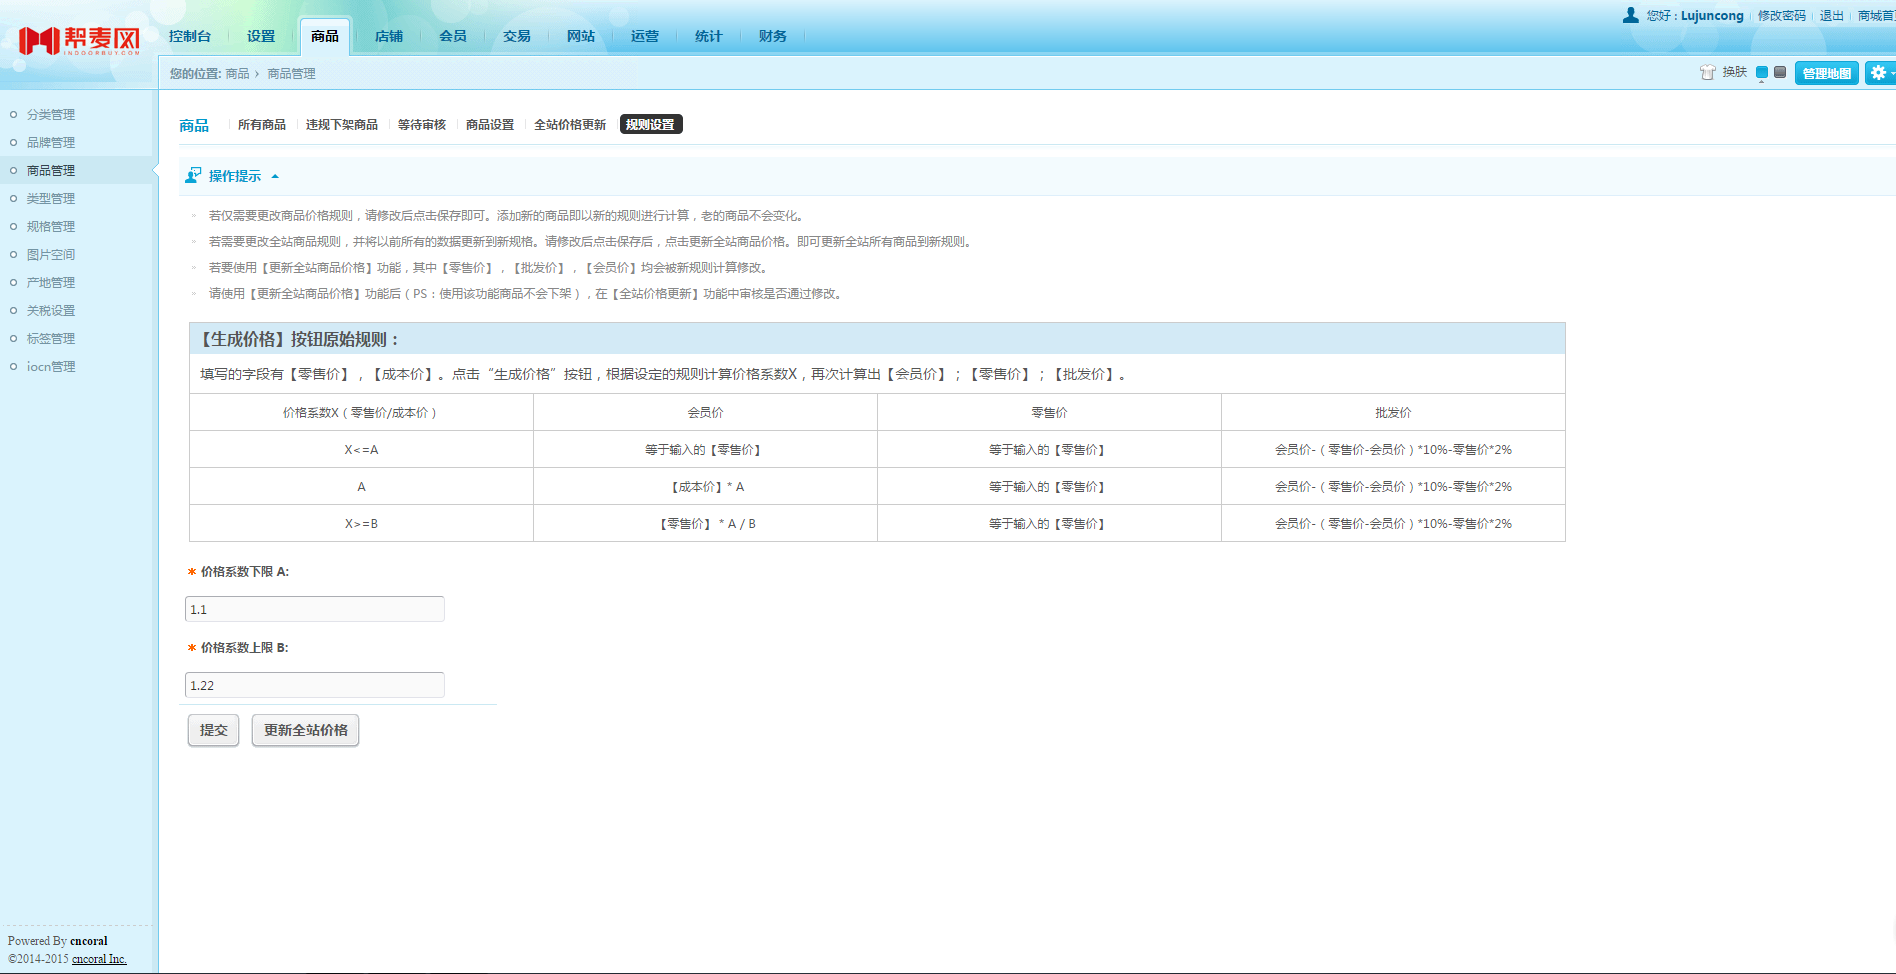 帮麦网
INDOORBUY.COM
控制台 设置 商品 店铺 会员 交易 网站 运营 统计 财务
您好 : Lujuncong 修改密码 退出 商城首
您的位置: 商品 › 商品管理
换肤 管理地图
分类管理
品牌管理
商品管理
类型管理
规格管理
图片空间
产地管理
关税设置
标签管理
iocn管理
商品 所有商品 违规下架商品 等待审核 商品设置 全站价格更新 规则设置
操作提示
若仅需要更改商品价格规则，请修改后点击保存即可。添加新的商品即以新的规则进行计算，老的商品不会变化。
若需要更改全站商品规则，并将以前所有的数据更新到新规格。请修改后点击保存后，点击更新全站商品价格。即可更新全站所有商品到新规则。
若要使用【更新全站商品价格】功能，其中【零售价】，【批发价】，【会员价】均会被新规则计算修改。
请使用【更新全站商品价格】功能后（PS：使用该功能商品不会下架），在【全站价格更新】功能中审核是否通过修改。
【生成价格】按钮原始规则：
填写的字段有【零售价】，【成本价】。点击“生成价格”按钮，根据设定的规则计算价格系数X，再次计算出【会员价】；【零售价】；【批发价】。
价格系数X（零售价/成本价） 会员价 零售价 批发价
X<=A 等于输入的【零售价】 等于输入的【零售价】 会员价-（零售价-会员价）*10%-零售价*2%
A 【成本价】* A 等于输入的【零售价】 会员价-（零售价-会员价）*10%-零售价*2%
X>=B 【零售价】 * A / B 等于输入的【零售价】 会员价-（零售价-会员价）*10%-零售价*2%
* 价格系数下限 A:
1.1
* 价格系数上限 B:
1.22
提交 更新全站价格
Powered By cncoral
©2014-2015 cncoral Inc.